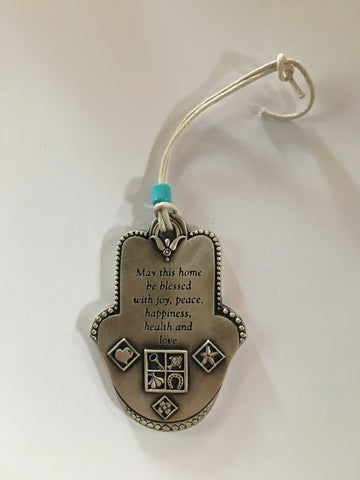 May this home
be blessed
with joy, peace,
happiness,
health and
love